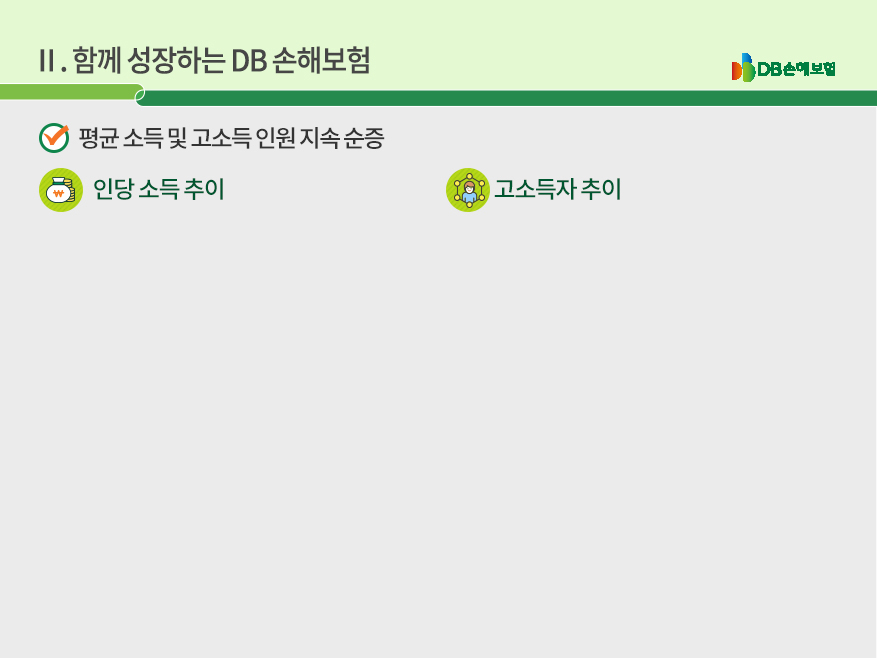 II. 함께 성장하는 DB 손해보험
DB손해보험
평균 소득 및 고소득 인원 지속 순증
₩
인당 소득 추이
고소득자 추이